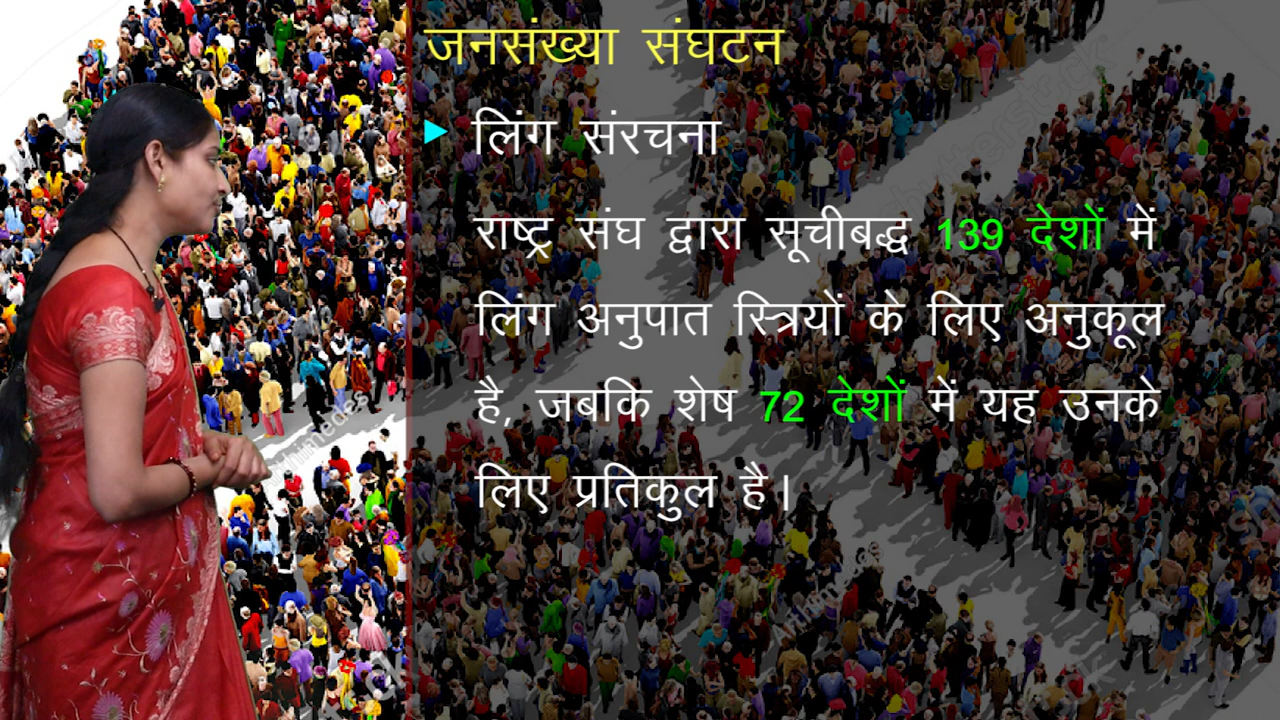 जनसंख्या संघटन
लिंग संरचना
राष्ट्र संघ द्वारा सूचीबद्ध 139 देशों में
लिंग अनुपात स्त्रियों के लिए अनुकूल
है, जबकि शेष 72 देशों में यह उनके
लिए प्रतिकुल है।